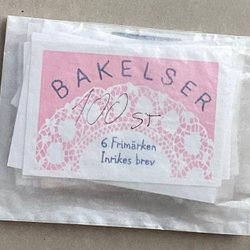 BAKELSER
100 st
6 Frimärken
Inrikes brev